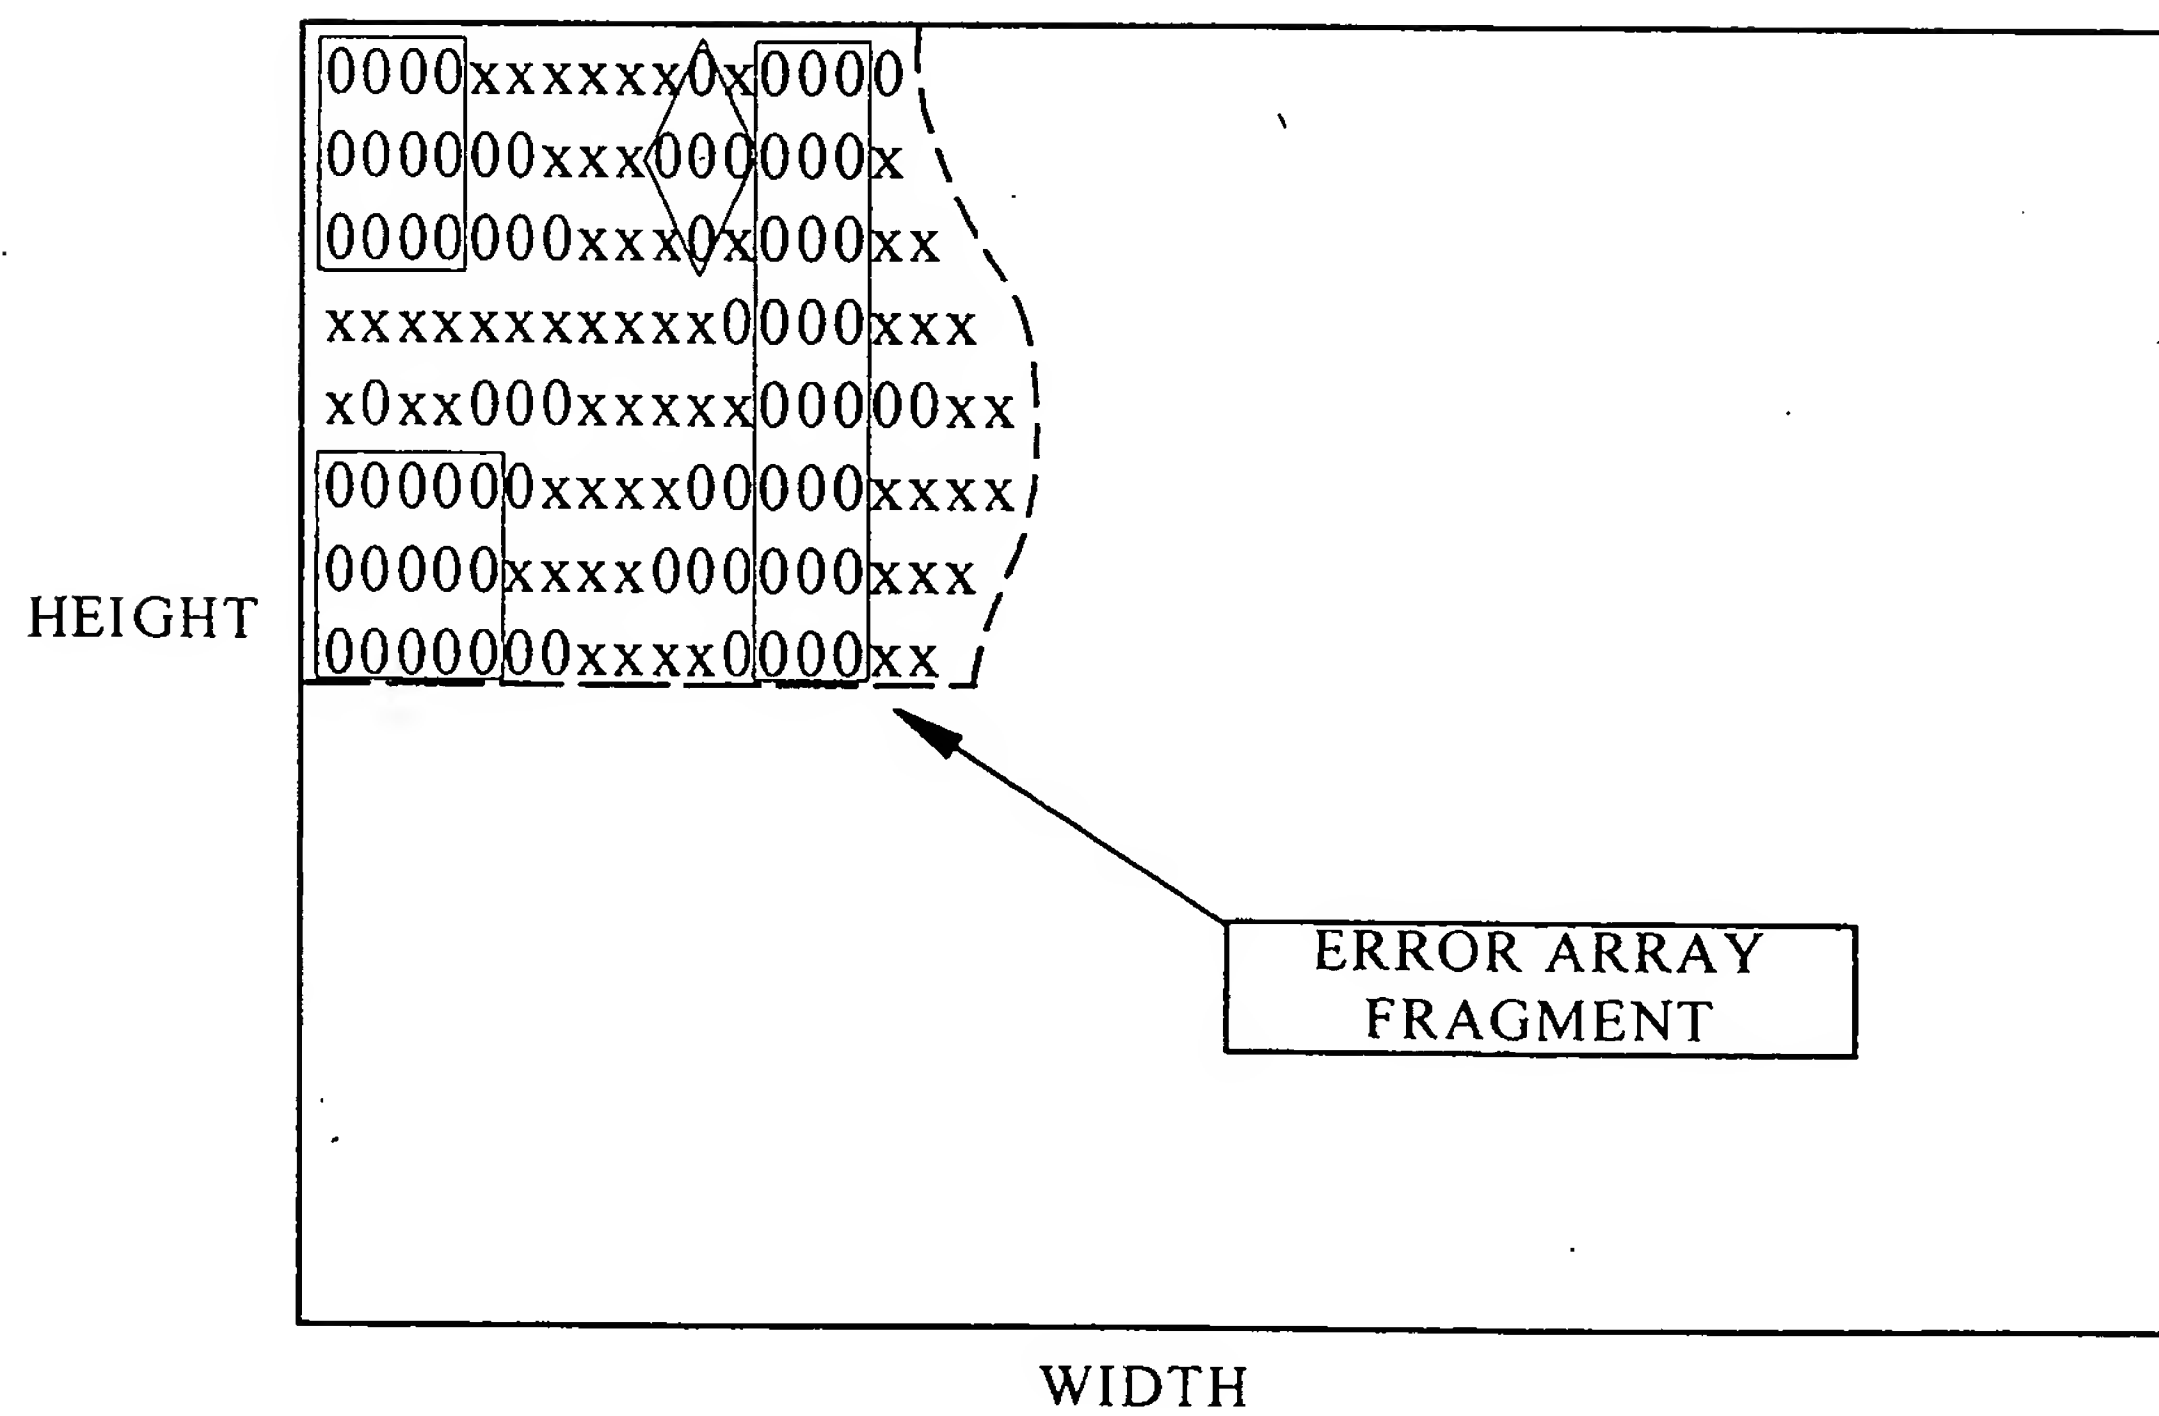 0000xxxxxx0x0000
000000xxx000000x
0000000xxx0x000xx
xxxxxxxxxxx0000xxx
x0xx000xxxxx00000xx
000000xxxx00000xxxx
00000xxxx000000xxx
0000000xxxx0000xx
HEIGHT
ERROR ARRAY
FRAGMENT
WIDTH